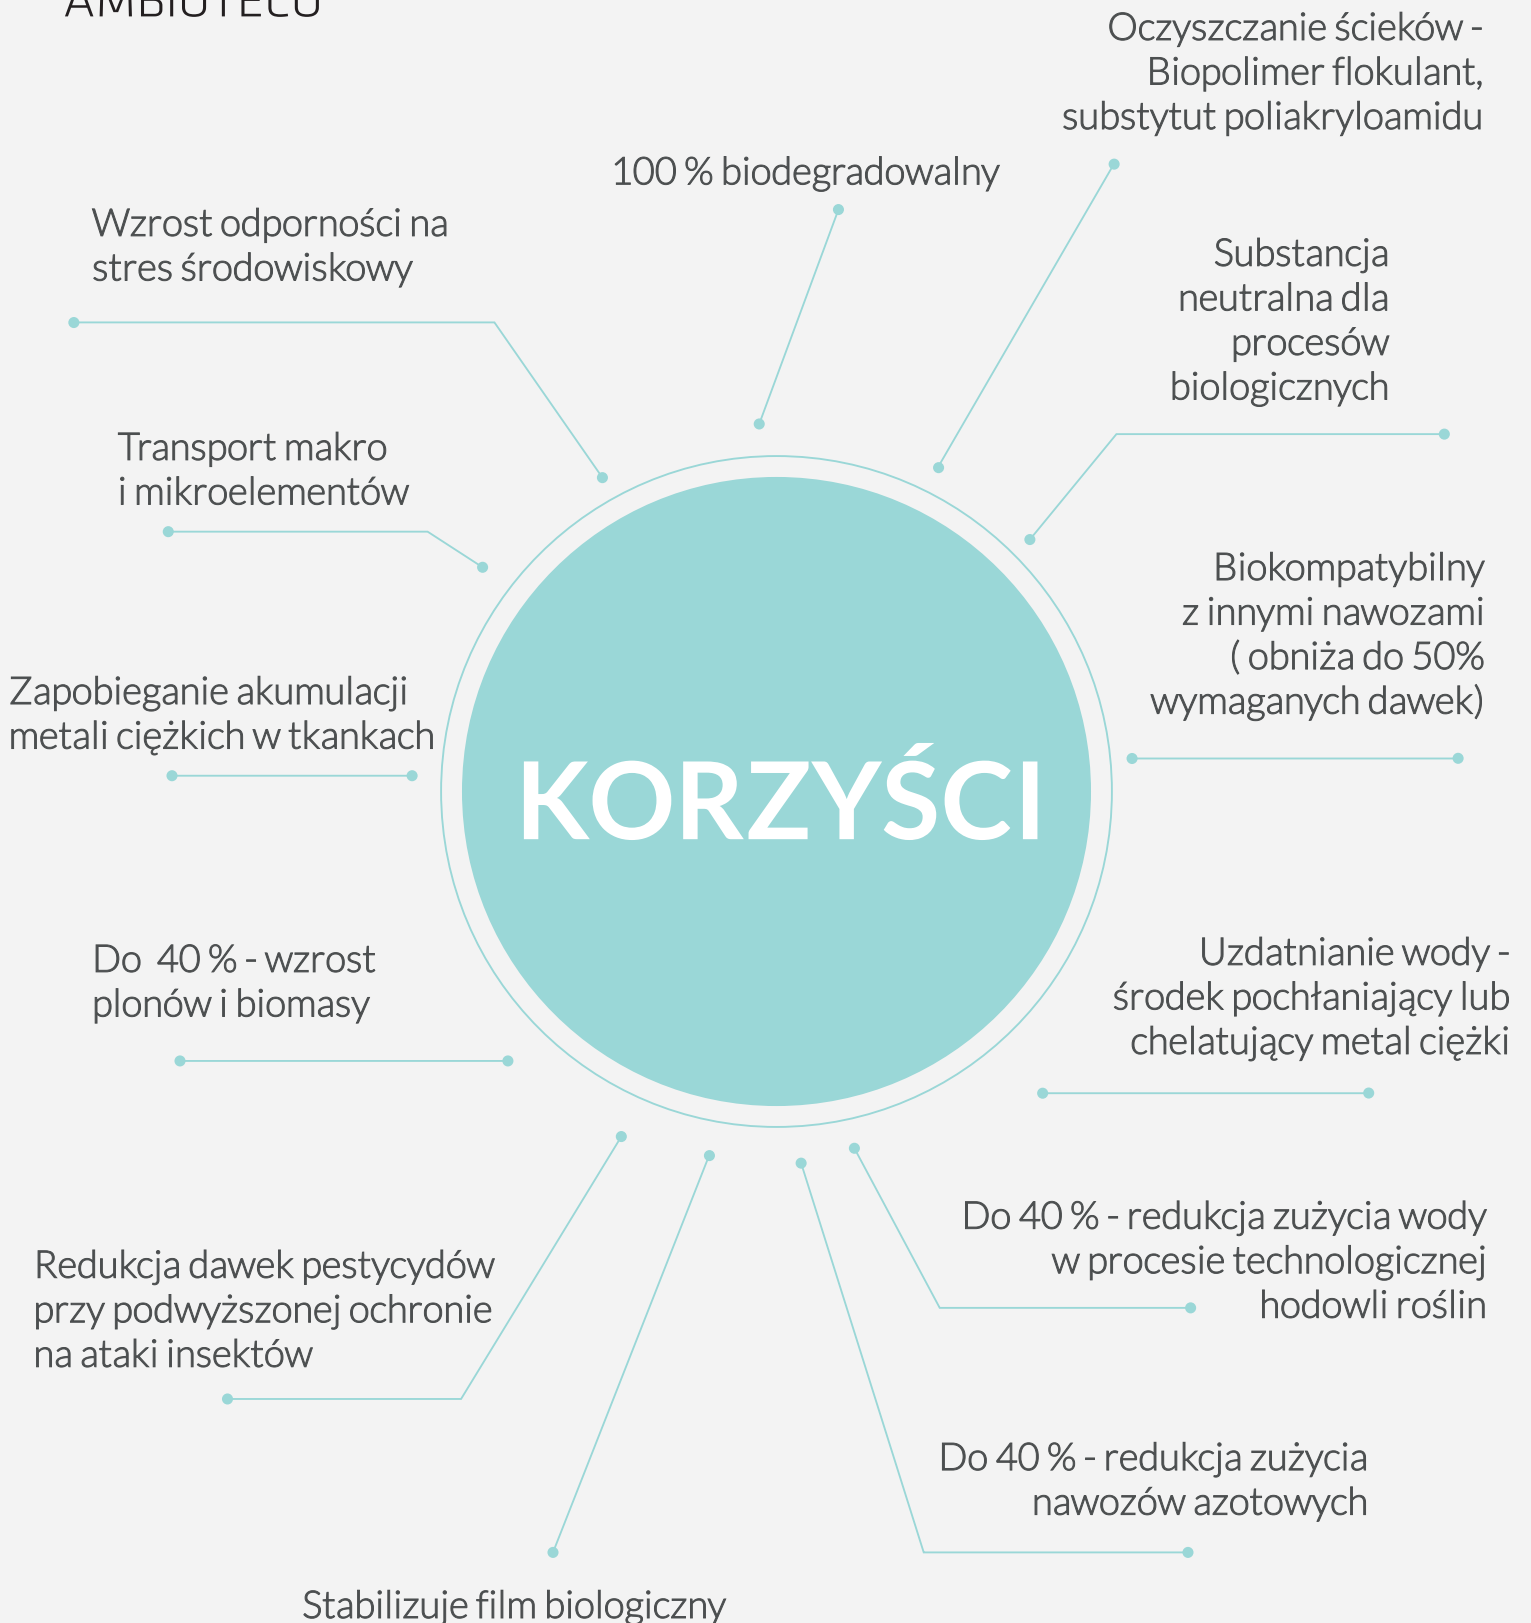 AMBIOTECO
Oczyszczanie ścieków -
Biopolimer flokulant,
substytut poliakryloamidu
100 % biodegradowalny
Wzrost odporności na
stres środowiskowy
Substancja
neutralna dla
procesów
biologicznych
Transport makro
i mikroelementów
Biokompatybilny
z innymi nawozami
( obniża do 50%
wymaganych dawek)
Zapobieganie akumulacji
metali ciężkich w tkankach
KORZYŚCI
Do 40 % - wzrost
plonów i biomasy
Uzdatnianie wody -
środek pochłaniający lub
chelatujący metal ciężki
Do 40 % - redukcja zużycia wody
w procesie technologicznej
hodowli roślin
Redukcja dawek pestycydów
przy podwyższonej ochronie
na ataki insektów
Do 40 % - redukcja zużycia
nawozów azotowych
Stabilizuje film biologiczny